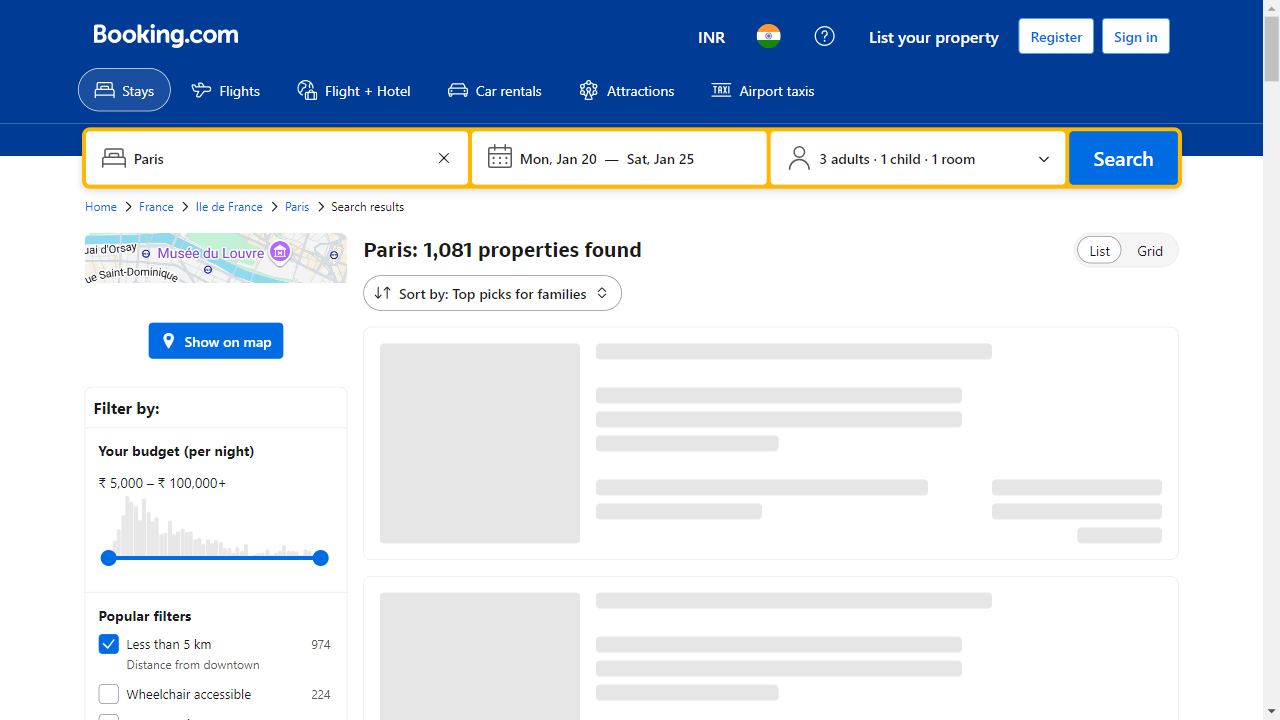 Booking.com
INR
List your property
Register
Sign in
Stays
Flights
Flight + Hotel
Car rentals
Attractions
TAXI Airport taxis
Paris
Mon, Jan 20 — Sat, Jan 25
3 adults · 1 child · 1 room
Search
Home
France
Ile de France
Paris
Search results
uai d'Orsay
Musée du Louvre
ue Saint-Dominique
Show on map
Paris: 1,081 properties found
List
Grid
Sort by: Top picks for families
Filter by:
Your budget (per night)
₹ 5,000 – ₹ 100,000+
Popular filters
Less than 5 km 974
Distance from downtown
Wheelchair accessible 224